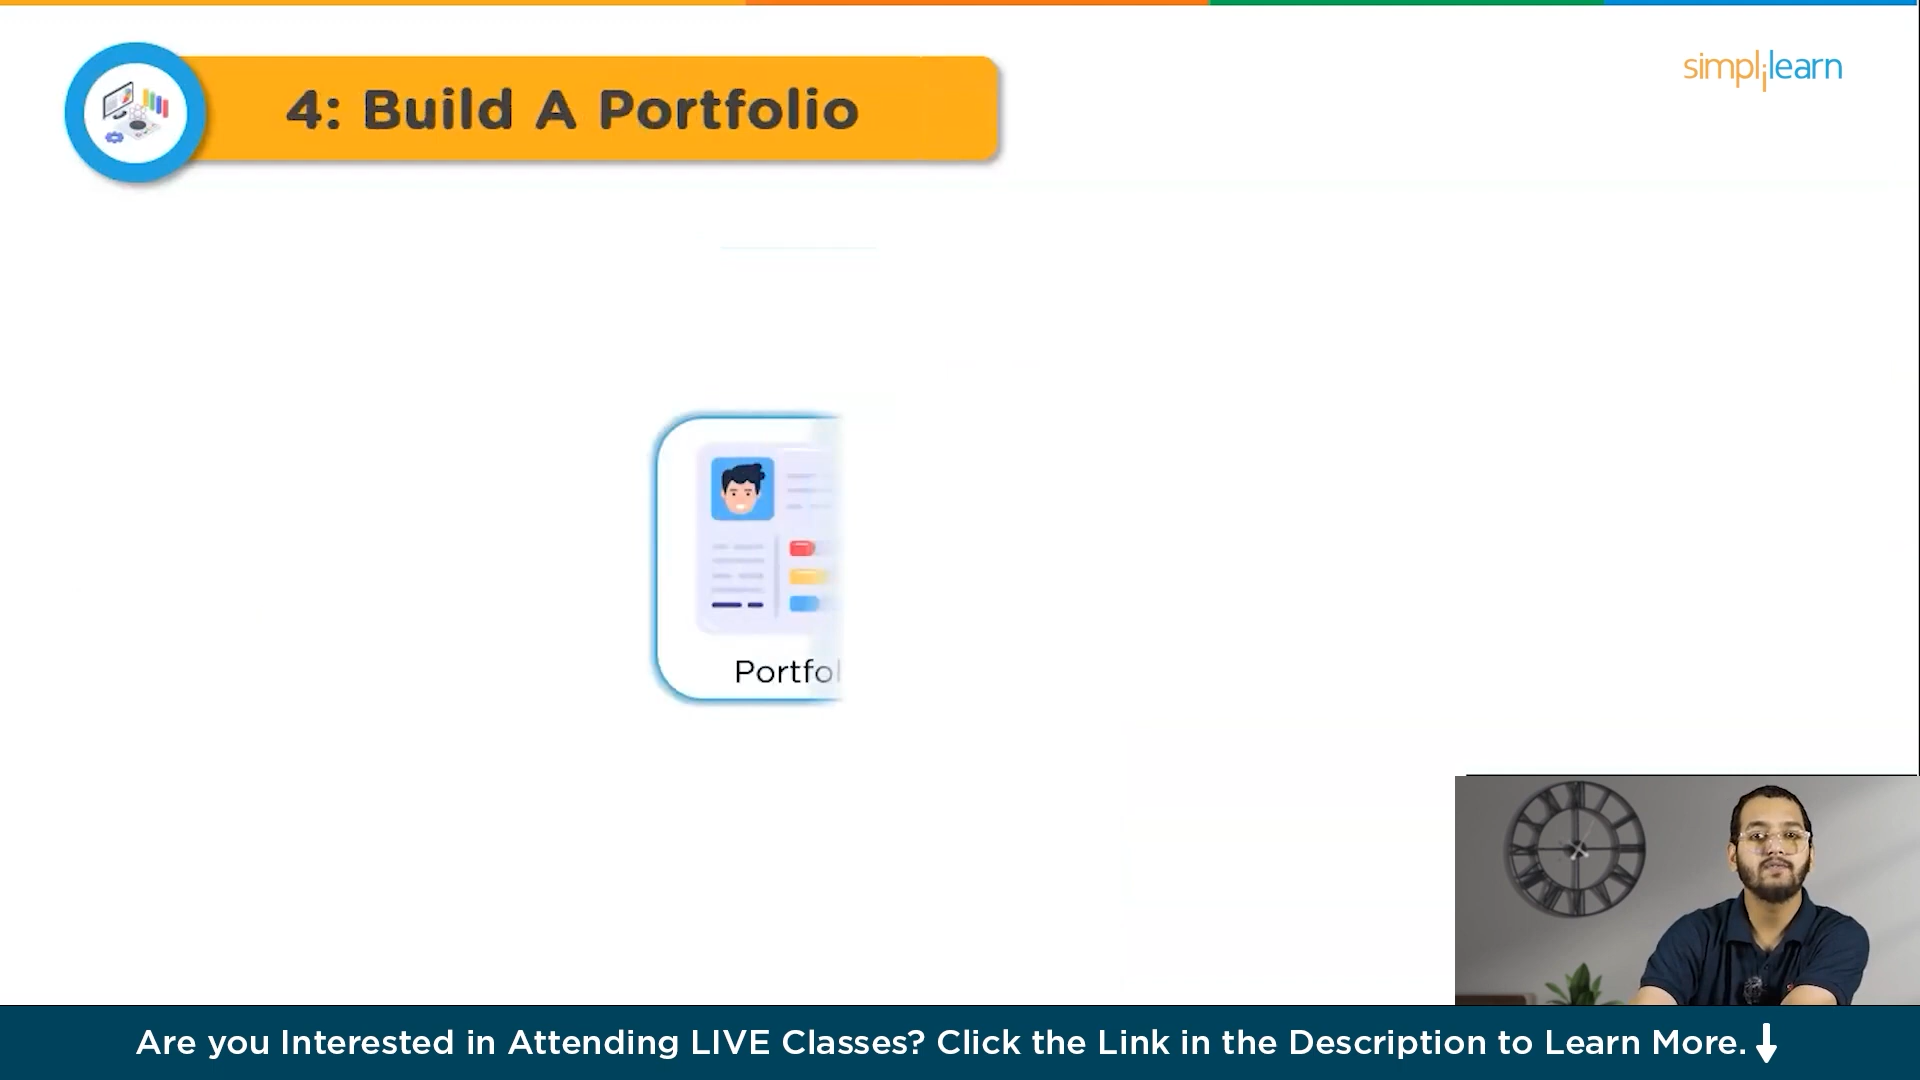 4: Build A Portfolio
simplilearn
Portfol
Are you Interested in Attending LIVE Classes? Click the Link in the Description to Learn More.